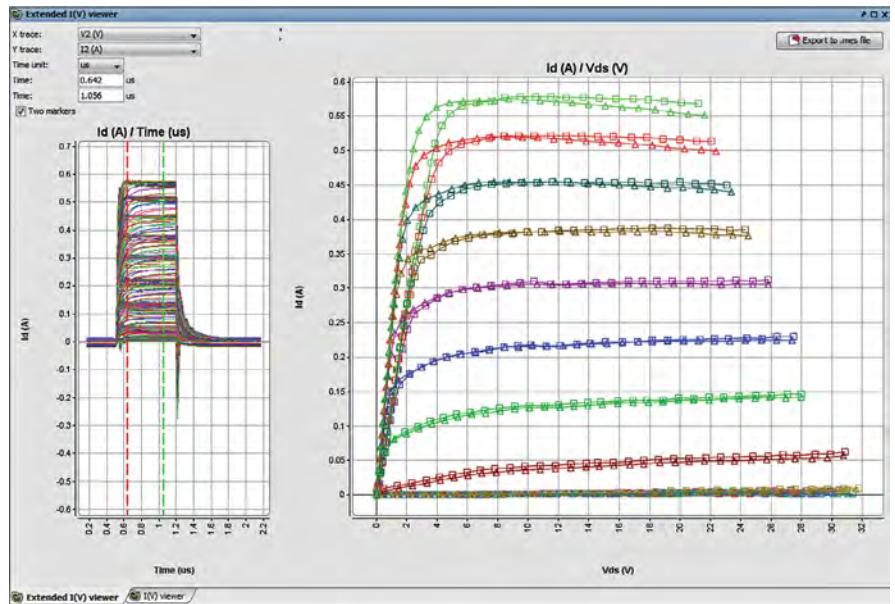 Extended I(V) viewer
X trace: V2 (V)
Y trace: I2 (A)
Time unit: us
Time: 0.642 us
Time: 1.056 us
Two markers
Export to .mes file
Id (A) / Time (us)
0.7
0.6
0.5
0.4
0.3
0.2
0.1
0
-0.1
-0.2
-0.3
-0.4
-0.5
-0.6
Id (A)
0.2 0.4 0.6 0.8 1 1.2 1.4 1.6 1.8 2 2.2
Time (us)
Id (A) / Vds (V)
0.6
0.55
0.5
0.45
0.4
0.35
0.3
0.25
0.2
0.15
0.1
0.05
0
Id (A)
0 2 4 6 8 10 12 14 16 18 20 22 24 26 28 30 32
Vds (V)
Extended I(V) viewer I(V) viewer